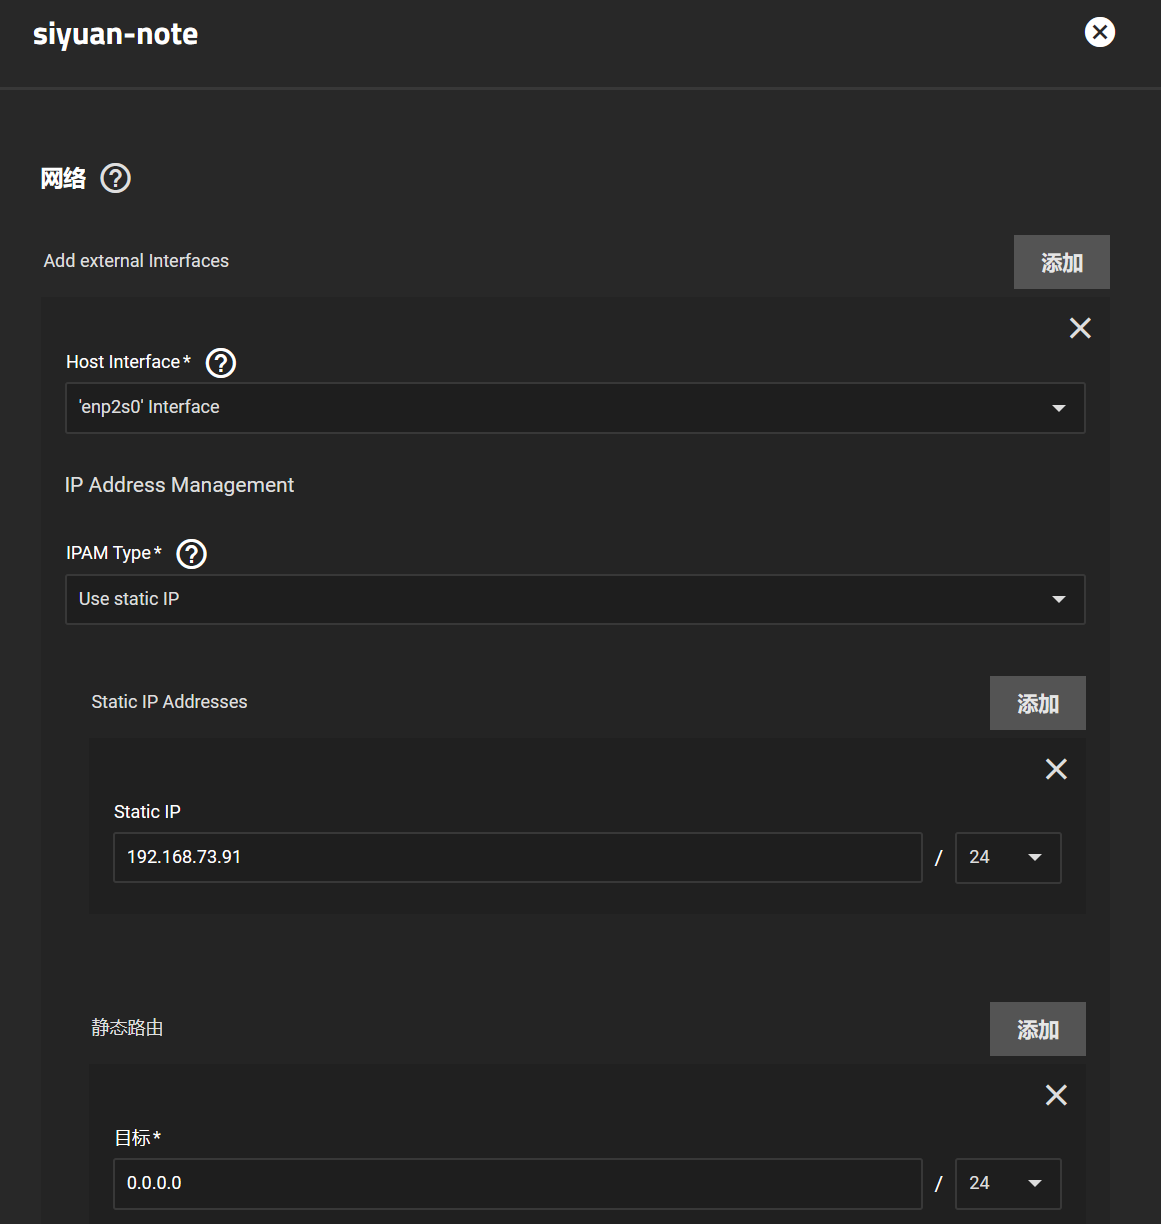 siyuan-note
网络
Add external Interfaces
添加
Host Interface*
'enp2s0' Interface
IP Address Management
IPAM Type*
Use static IP
Static IP Addresses
添加
Static IP
192.168.73.91 / 24
静态路由
添加
目标*
0.0.0.0 / 24